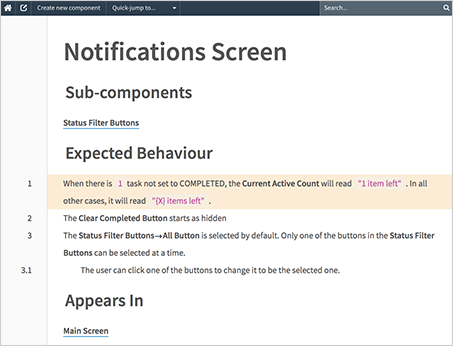 Create new component Quick-jump to... Search...
Notifications Screen
Sub-components
Status Filter Buttons
Expected Behaviour
1 When there is 1 task not set to COMPLETED, the Current Active Count will read "1 item left" . In all
other cases, it will read "{X} items left" .
2 The Clear Completed Button starts as hidden
3 The Status Filter Buttons→All Button is selected by default. Only one of the buttons in the Status Filter
Buttons can be selected at a time.
3.1 The user can click one of the buttons to change it to be the selected one.
Appears In
Main Screen